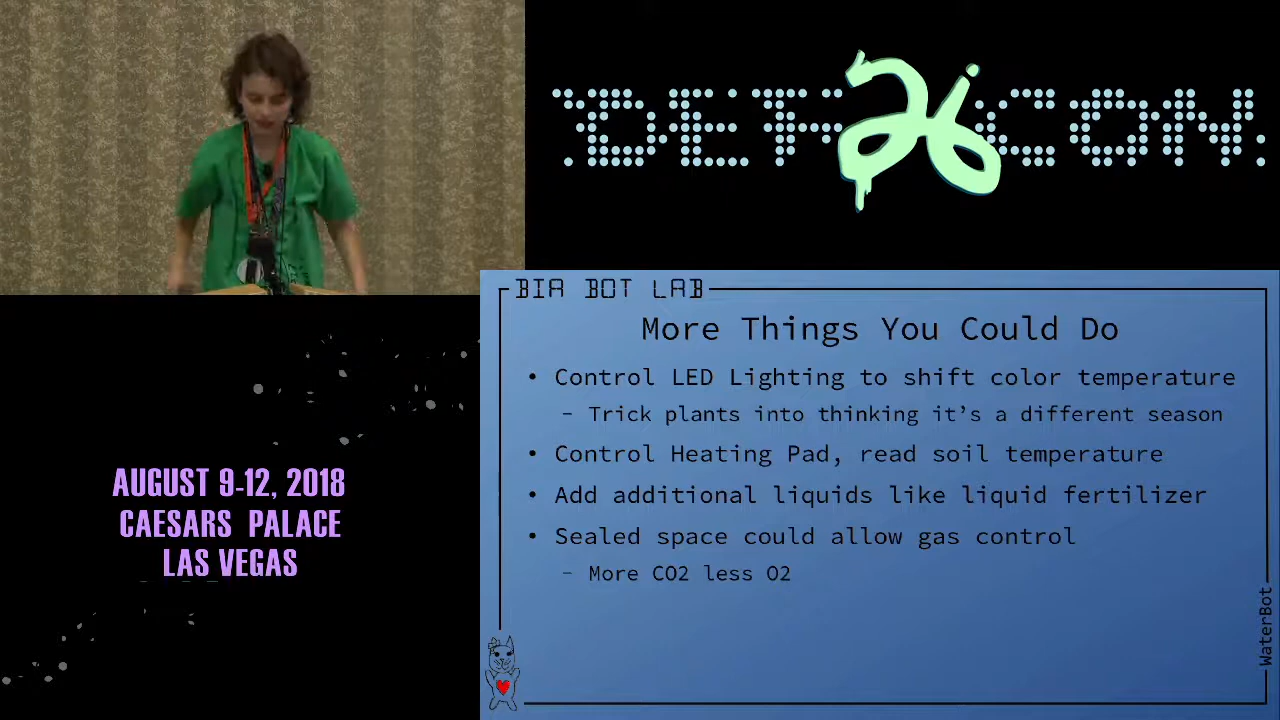 DEF 26 CON
BIA BOT LAB
More Things You Could Do
• Control LED Lighting to shift color temperature
– Trick plants into thinking it’s a different season
• Control Heating Pad, read soil temperature
• Add additional liquids like liquid fertilizer
• Sealed space could allow gas control
– More CO2 less O2
WaterBot
AUGUST 9-12, 2018
CAESARS PALACE
LAS VEGAS